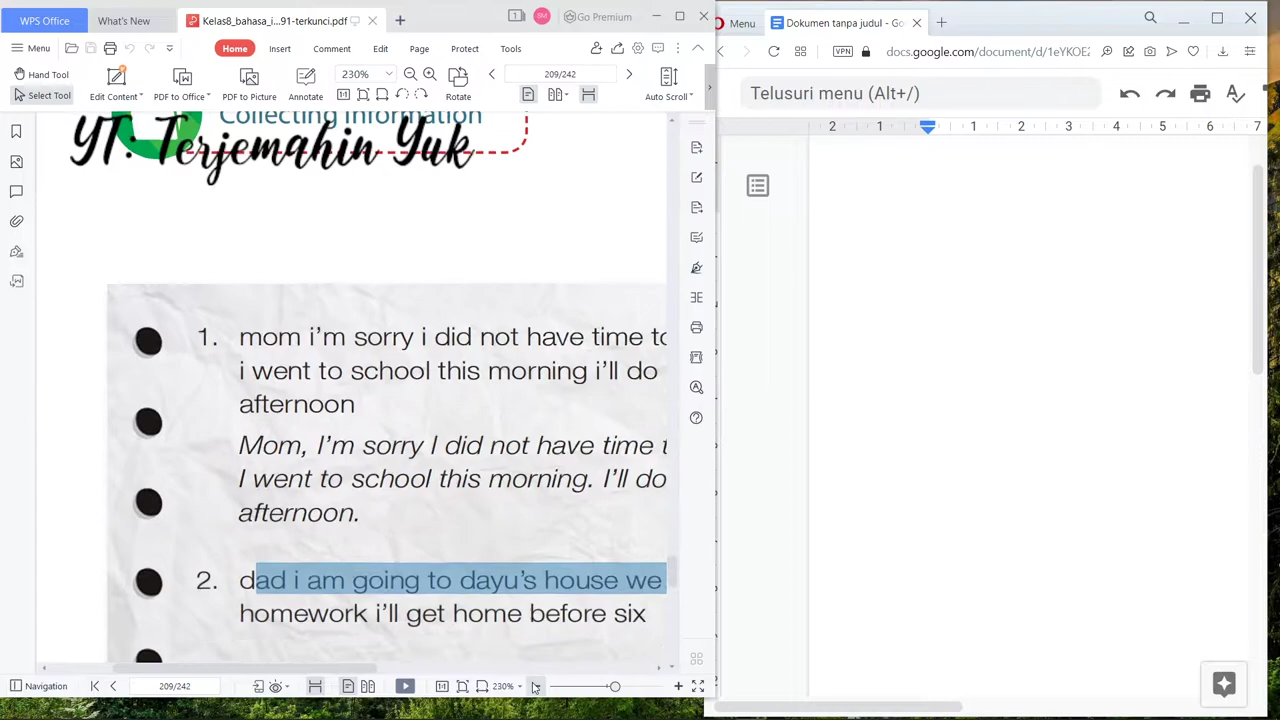 WPS Office
What's New
Kelas8_bahasa_i...91-terkunci.pdf
1
SM
Go Premium
Menu
Home
Insert
Comment
Edit
Page
Protect
Tools
Hand Tool
Select Tool
Edit Content
PDF to Office
PDF to Picture
Annotate
230%
Rotate
209/242
Auto Scroll
Collecting Information
YT: Terjemahin Yuk
1. mom i'm sorry i did not have time to
i went to school this morning i'll do
afternoon
Mom, I'm sorry I did not have time t
I went to school this morning. I'll do
afternoon.
2. dad i am going to dayu's house we
homework i'll get home before six
Navigation
209/242
230%
Menu
Dokumen tanpa judul - Go
VPN
docs.google.com/document/d/1eYKOE
Telusuri menu (Alt+/)
2 1 1 2 3 4 5 6 7